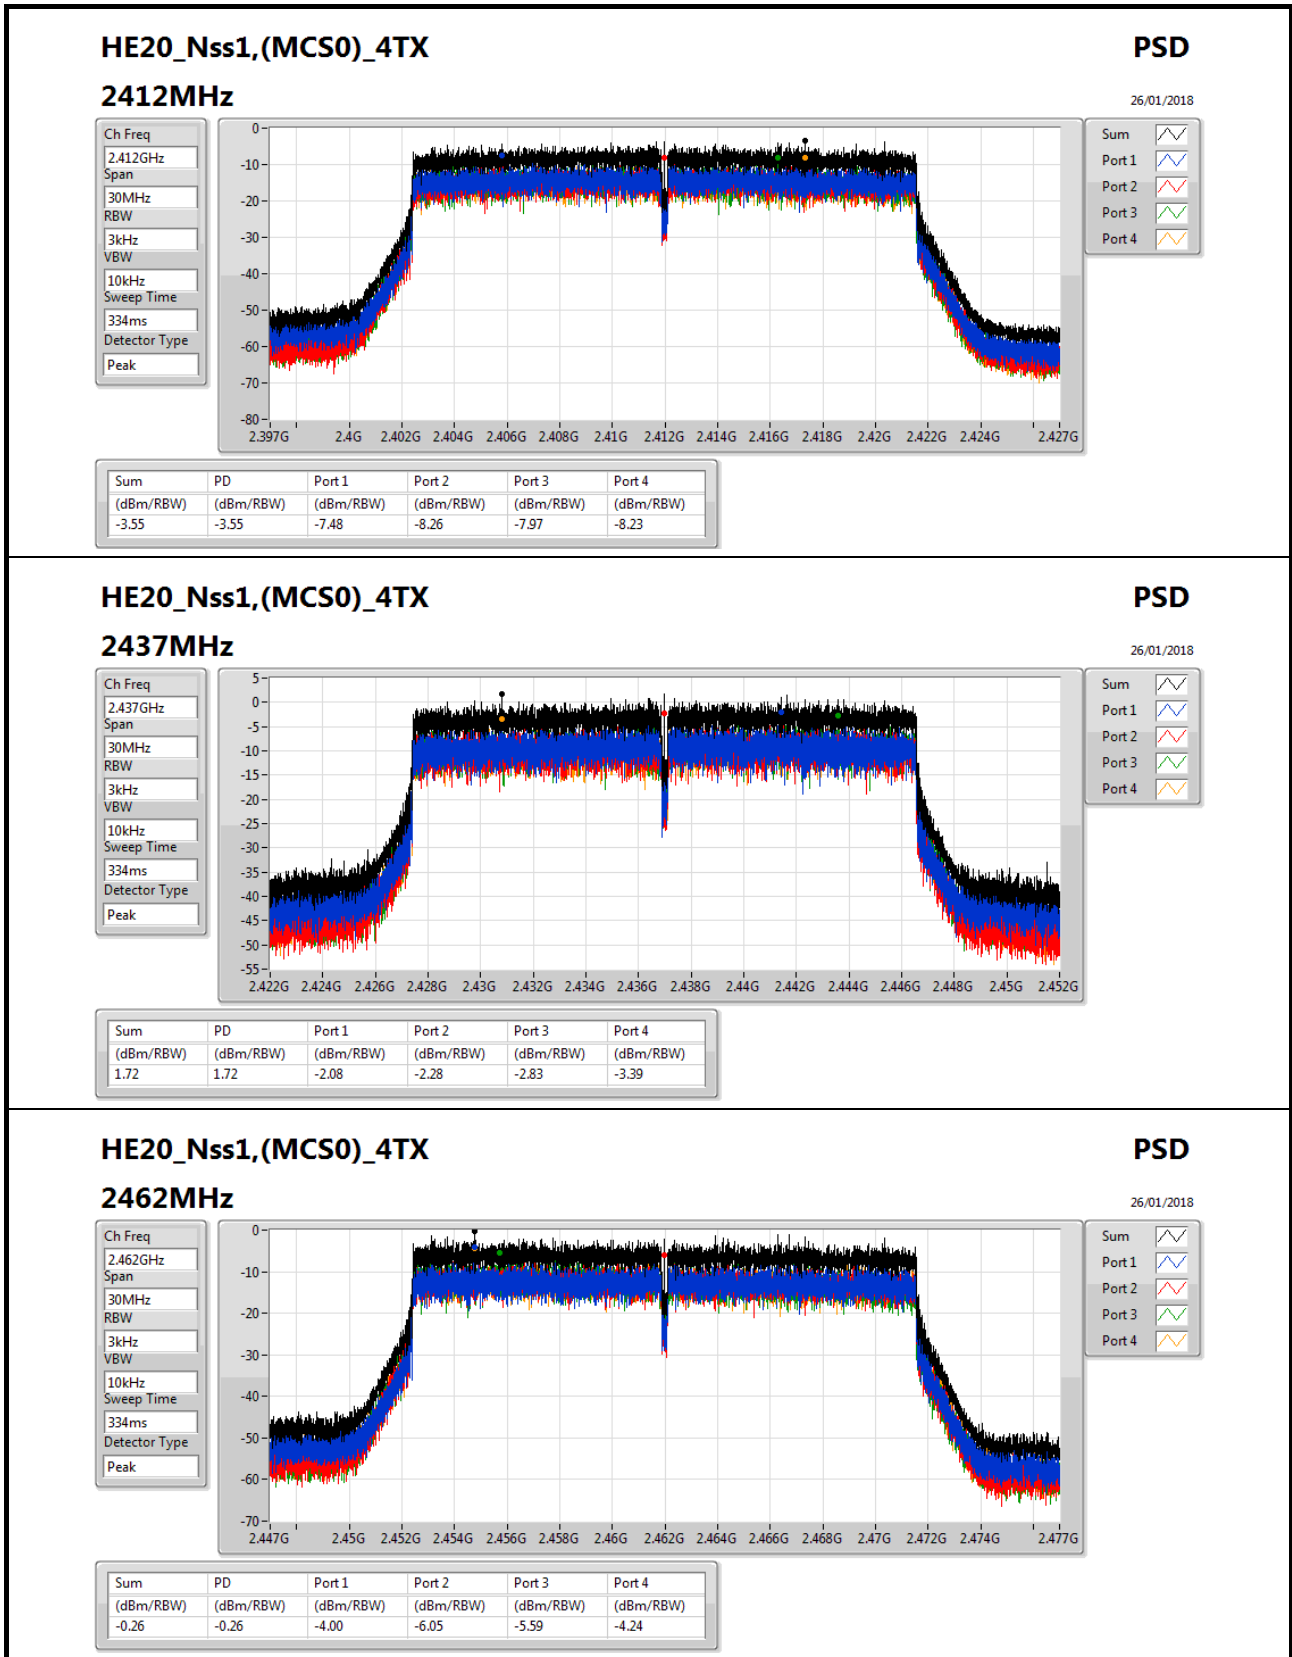 HE20_Nss1,(MCS0)_4TX PSD
2412MHz 26/01/2018
Ch Freq
2.412GHz
Span
30MHz
RBW
3kHz
VBW
10kHz
Sweep Time
334ms
Detector Type
Peak
0
-10
-20
-30
-40
-50
-60
-70
-80
2.397G 2.4G 2.402G 2.404G 2.406G 2.408G 2.41G 2.412G 2.414G 2.416G 2.418G 2.42G 2.422G 2.424G 2.427G
Sum
Port 1
Port 2
Port 3
Port 4
Sum PD Port 1 Port 2 Port 3 Port 4
(dBm/RBW) (dBm/RBW) (dBm/RBW) (dBm/RBW) (dBm/RBW) (dBm/RBW)
-3.55 -3.55 -7.48 -8.26 -7.97 -8.23
HE20_Nss1,(MCS0)_4TX PSD
2437MHz 26/01/2018
Ch Freq
2.437GHz
Span
30MHz
RBW
3kHz
VBW
10kHz
Sweep Time
334ms
Detector Type
Peak
5
0
-5
-10
-15
-20
-25
-30
-35
-40
-45
-50
-55
2.422G 2.424G 2.426G 2.428G 2.430G 2.432G 2.434G 2.436G 2.438G 2.44G 2.442G 2.444G 2.446G 2.448G 2.45G 2.452G
Sum
Port 1
Port 2
Port 3
Port 4
Sum PD Port 1 Port 2 Port 3 Port 4
(dBm/RBW) (dBm/RBW) (dBm/RBW) (dBm/RBW) (dBm/RBW) (dBm/RBW)
1.72 1.72 -2.08 -2.28 -2.83 -3.39
HE20_Nss1,(MCS0)_4TX PSD
2462MHz 26/01/2018
Ch Freq
2.462GHz
Span
30MHz
RBW
3kHz
VBW
10kHz
Sweep Time
334ms
Detector Type
Peak
0
-10
-20
-30
-40
-50
-60
-70
2.447G 2.45G 2.452G 2.454G 2.456G 2.458G 2.46G 2.462G 2.464G 2.466G 2.468G 2.47G 2.472G 2.474G 2.477G
Sum
Port 1
Port 2
Port 3
Port 4
Sum PD Port 1 Port 2 Port 3 Port 4
(dBm/RBW) (dBm/RBW) (dBm/RBW) (dBm/RBW) (dBm/RBW) (dBm/RBW)
-0.26 -0.26 -4.00 -6.05 -5.59 -4.24